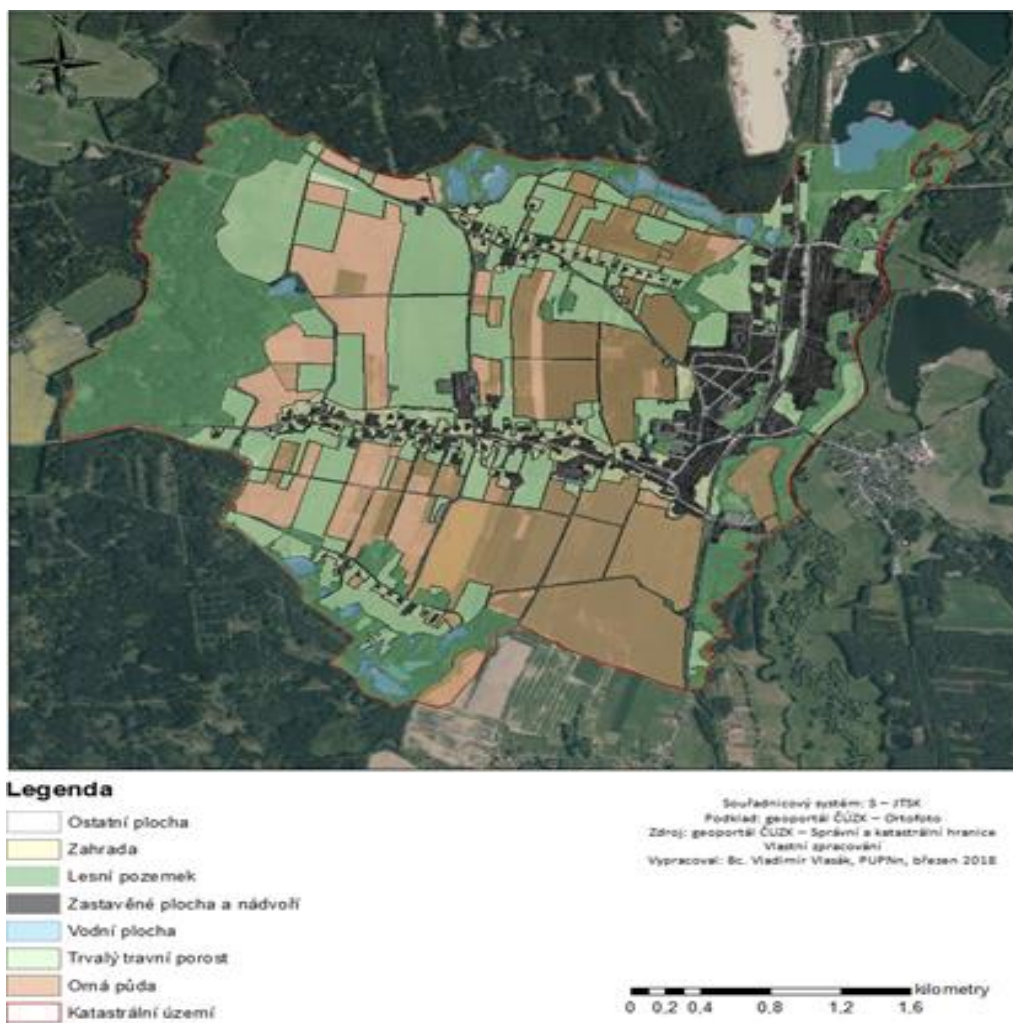 Legenda
Ostatní plocha
Zahrada
Lesní pozemek
Zastavěné plocha a nádvoří
Vodní plocha
Trvalý travní porost
Orná půda
Katastrální území
Souřadnicový systém: S – JTSK
Podklad: geoportál ČÚZK – Ortofoto
Zdroj: geoportál ČÚZK – Správní a katastrální hranice
Vlastní zpracování
Vypracoval: Bc. Vladimír Vlasák, PUPNn, březen 2018
kilometry
0 0,2 0,4 0,8 1,2 1,6